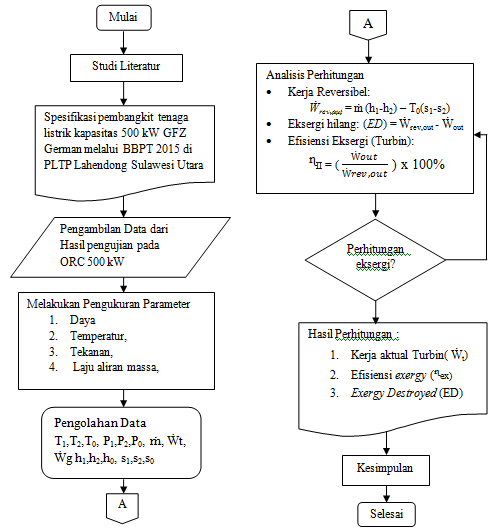 Mulai
Studi Literatur
Spesifikasi pembangkit tenaga
listrik kapasitas 500 kW GFZ
German melalui BBPT 2015 di
PLTP Lahendong Sulawesi Utara
Pengambilan Data dari
Hasil pengujian pada
ORC 500 kW
Melakukan Pengukuran Parameter
1. Daya
2. Temperatur,
3. Tekanan,
4. Laju aliran massa,
Pengolahan Data
T₁,T₂,T₀, P₁,P₂,P₀, ṁ, Ẇt,
Ẇg h₁,h₂,h₀, s₁,s₂,s₀
A
A
Analisis Perhitungan
• Kerja Reversibel:
Ẇrev,out = ṁ (h₁-h₂) – T₀(s₁-s₂)
• Eksergi hilang: (ED) = Ẇrev,out - Ẇout
• Efisiensi Eksergi (Turbin):
ηII = ( Ẇout / Ẇrev,out ) x 100%
Perhitungan
eksergi?
Hasil Perhitungan :
1. Kerja aktual Turbin( Ẇt)
2. Efisiensi exergy (ηex)
3. Exergy Destroyed (ED)
Kesimpulan
Selesai